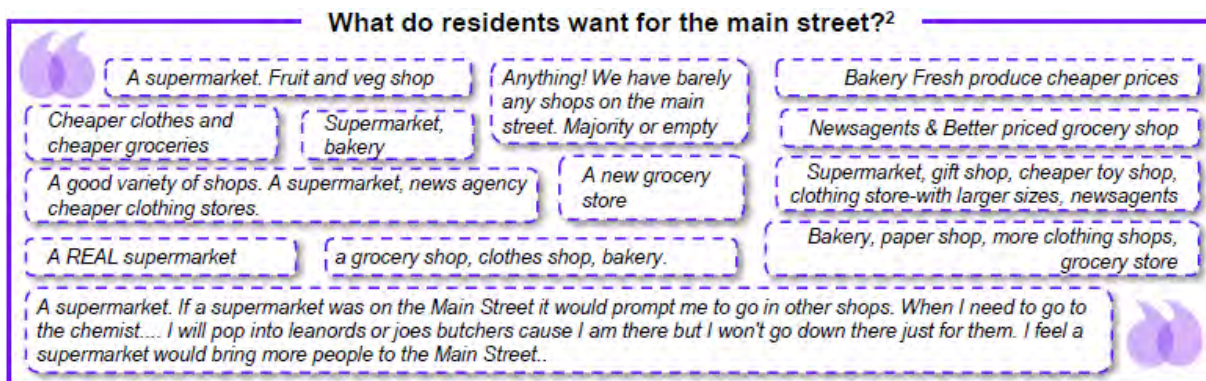 What do residents want for the main street?²
A supermarket. Fruit and veg shop
Anything! We have barely
any shops on the main
street. Majority or empty
Bakery Fresh produce cheaper prices
Cheaper clothes and
cheaper groceries
Supermarket,
bakery
Newsagents & Better priced grocery shop
A good variety of shops. A supermarket, news agency
cheaper clothing stores.
A new grocery
store
Supermarket, gift shop, cheaper toy shop,
clothing store-with larger sizes, newsagents
A REAL supermarket
a grocery shop, clothes shop, bakery.
Bakery, paper shop, more clothing shops,
grocery store
A supermarket. If a supermarket was on the Main Street it would prompt me to go in other shops. When I need to go to
the chemist.... I will pop into leanords or joes butchers cause I am there but I won't go down there just for them. I feel a
supermarket would bring more people to the Main Street..